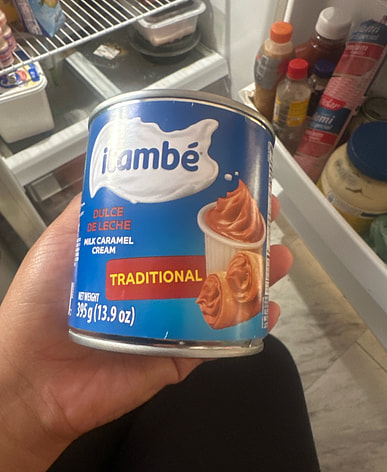 itambé
DULCE
DE LECHE
MILK CARAMEL
CREAM
TRADITIONAL
NET WEIGHT
395g (13.9 oz)